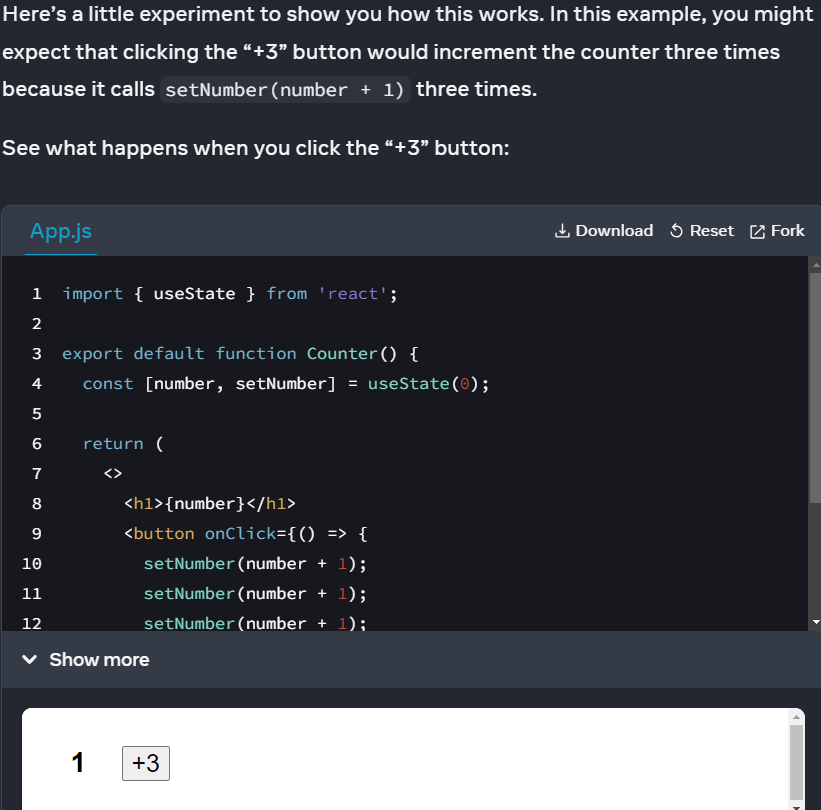 Here’s a little experiment to show you how this works. In this example, you might
expect that clicking the “+3” button would increment the counter three times
because it calls setNumber(number + 1) three times.
See what happens when you click the “+3” button:
App.js
Download Reset Fork
1 import { useState } from 'react';
2
3 export default function Counter() {
4   const [number, setNumber] = useState(0);
5
6   return (
7     <>
8       <h1>{number}</h1>
9       <button onClick={() => {
10         setNumber(number + 1);
11         setNumber(number + 1);
12         setNumber(number + 1);
Show more
1 +3